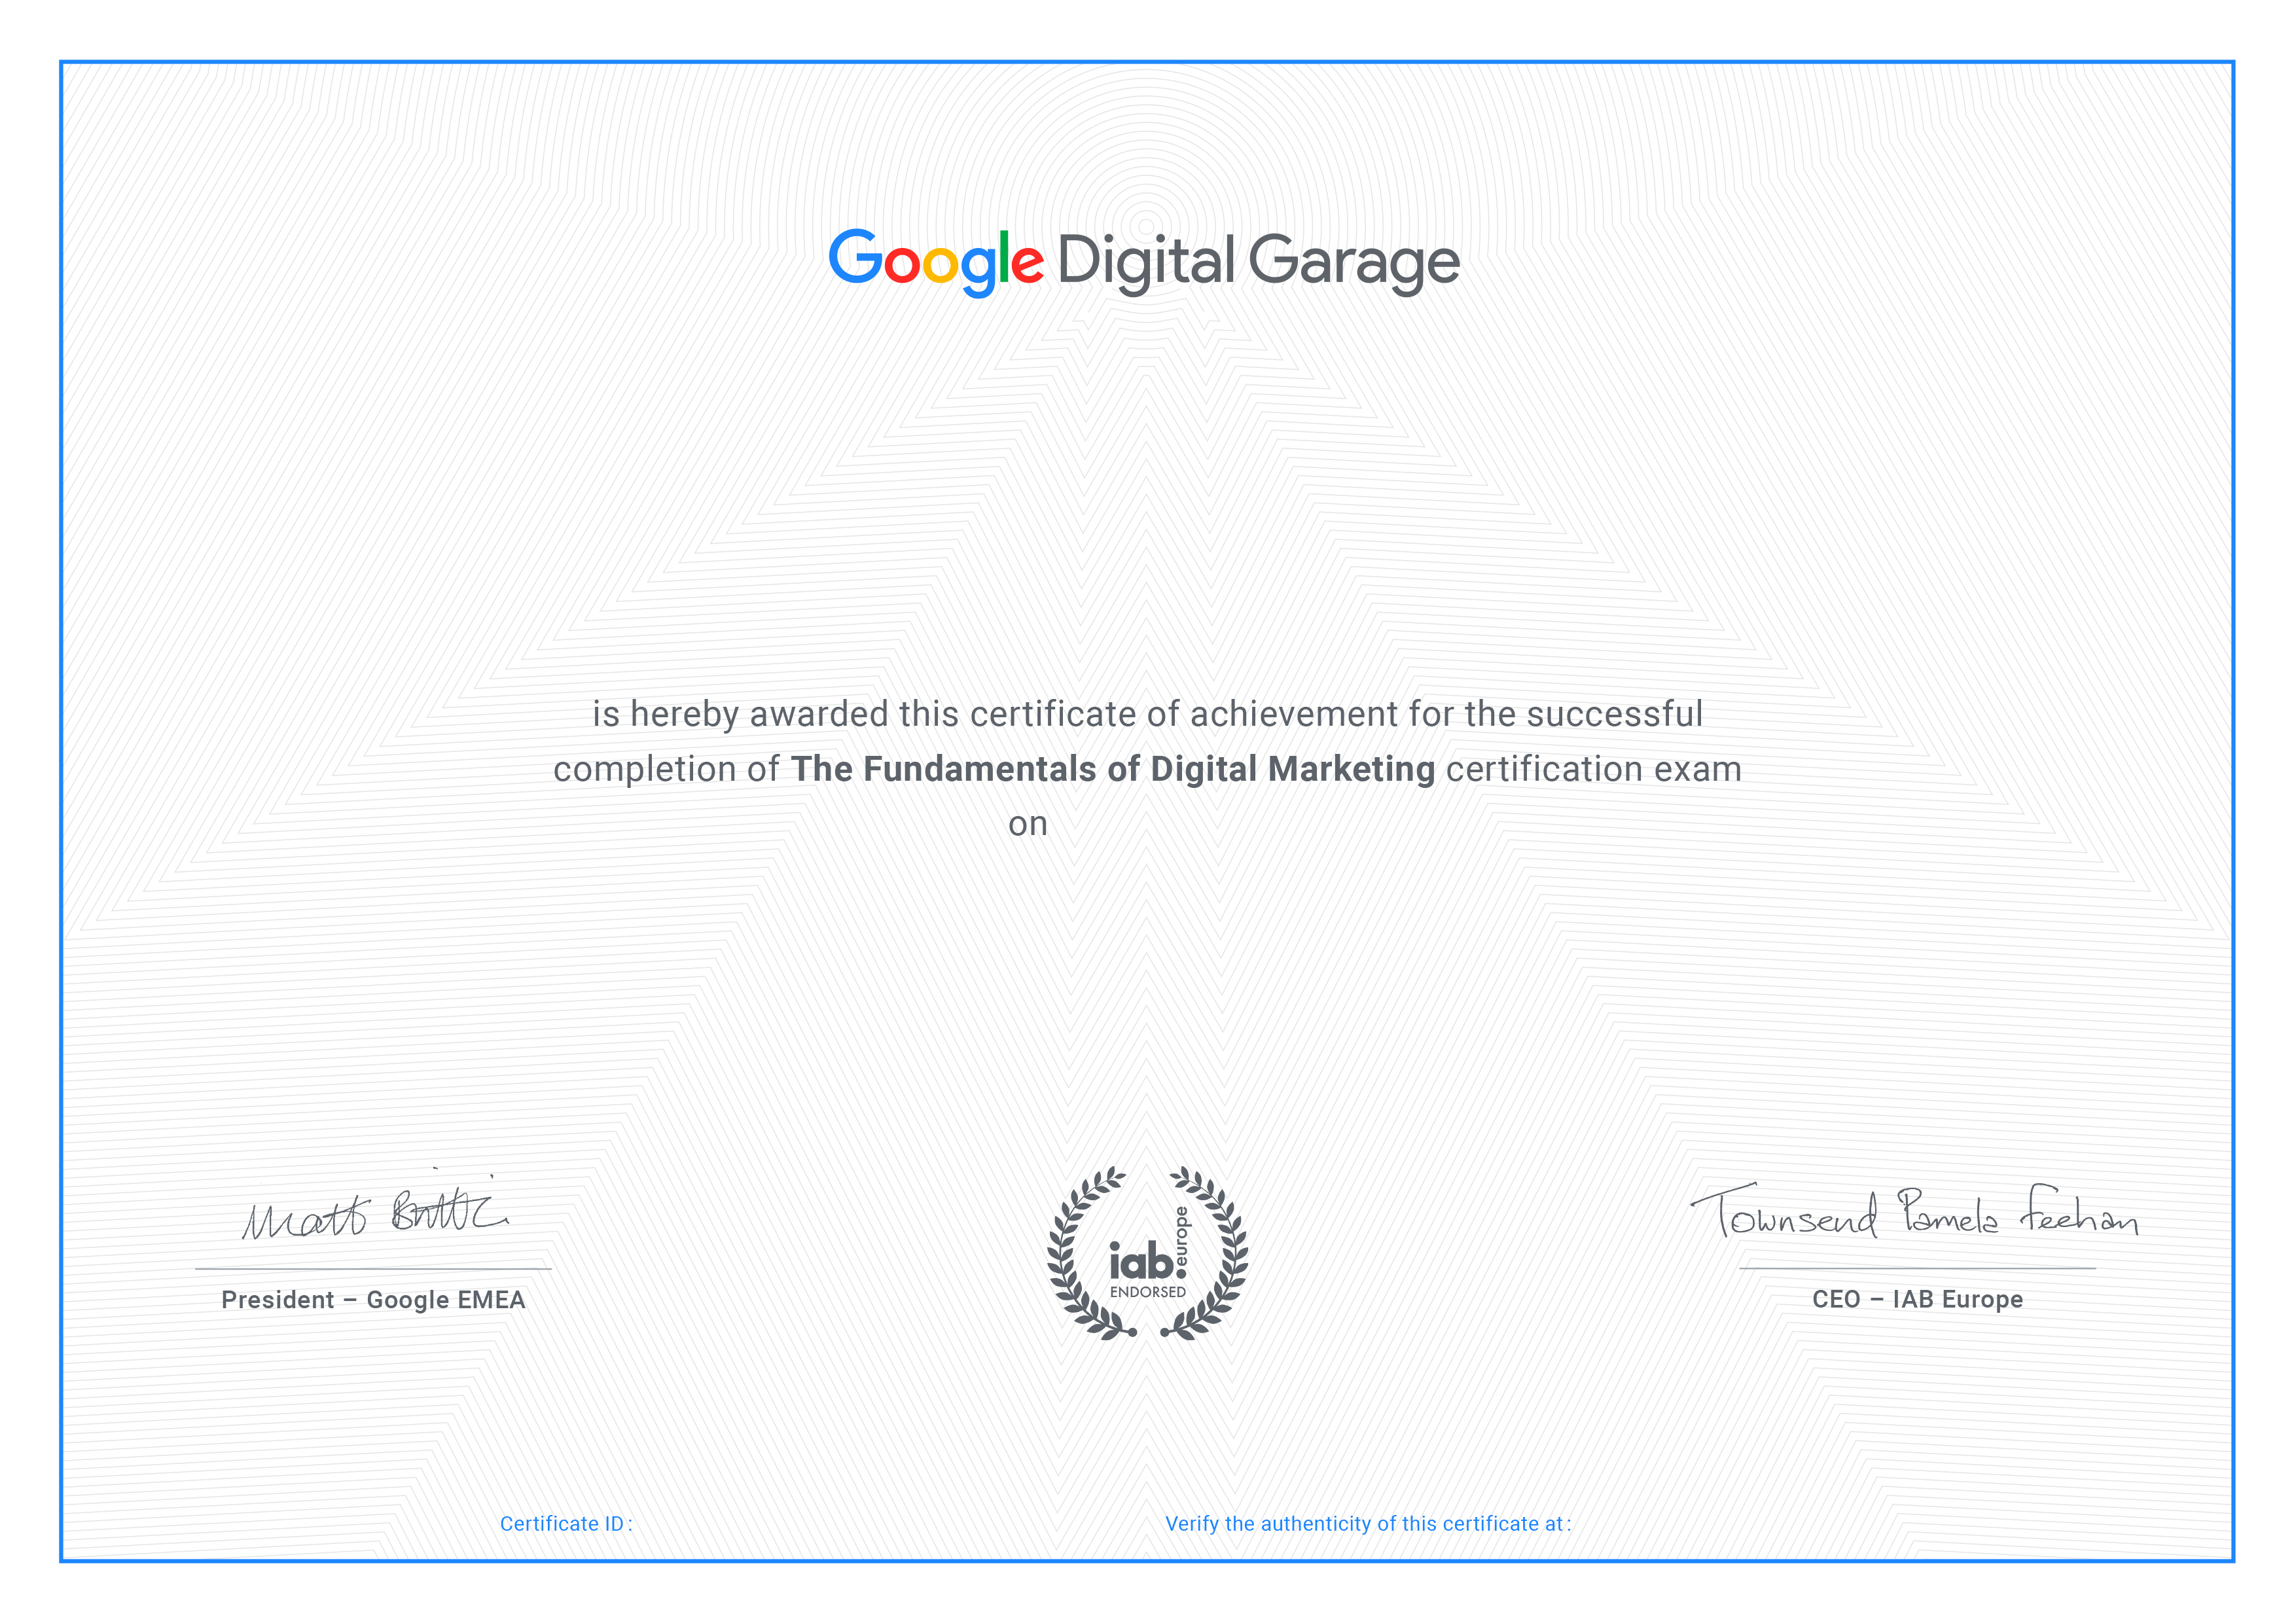 Google Digital Garage
is hereby awarded this certificate of achievement for the successful
completion of The Fundamentals of Digital Marketing certification exam
on
Matt Brittin
President – Google EMEA
iab.europe
ENDORSED
Townsend Pamela Feehan
CEO – IAB Europe
Certificate ID :
Verify the authenticity of this certificate at :